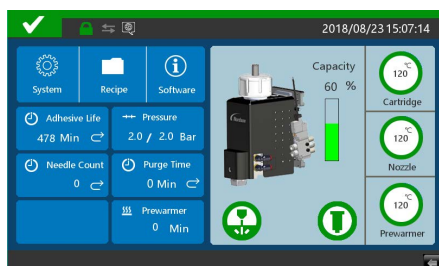 2018/08/23 15:07:14
System
Recipe
Software
Adhesive Life
478 Min
Pressure
2.0 / 2.0 Bar
Needle Count
0
Purge Time
0 Min
Prewarmer
0 Min
Capacity
60 %
Nordson
℃
120
Cartridge
℃
120
Nozzle
℃
120
Prewarmer